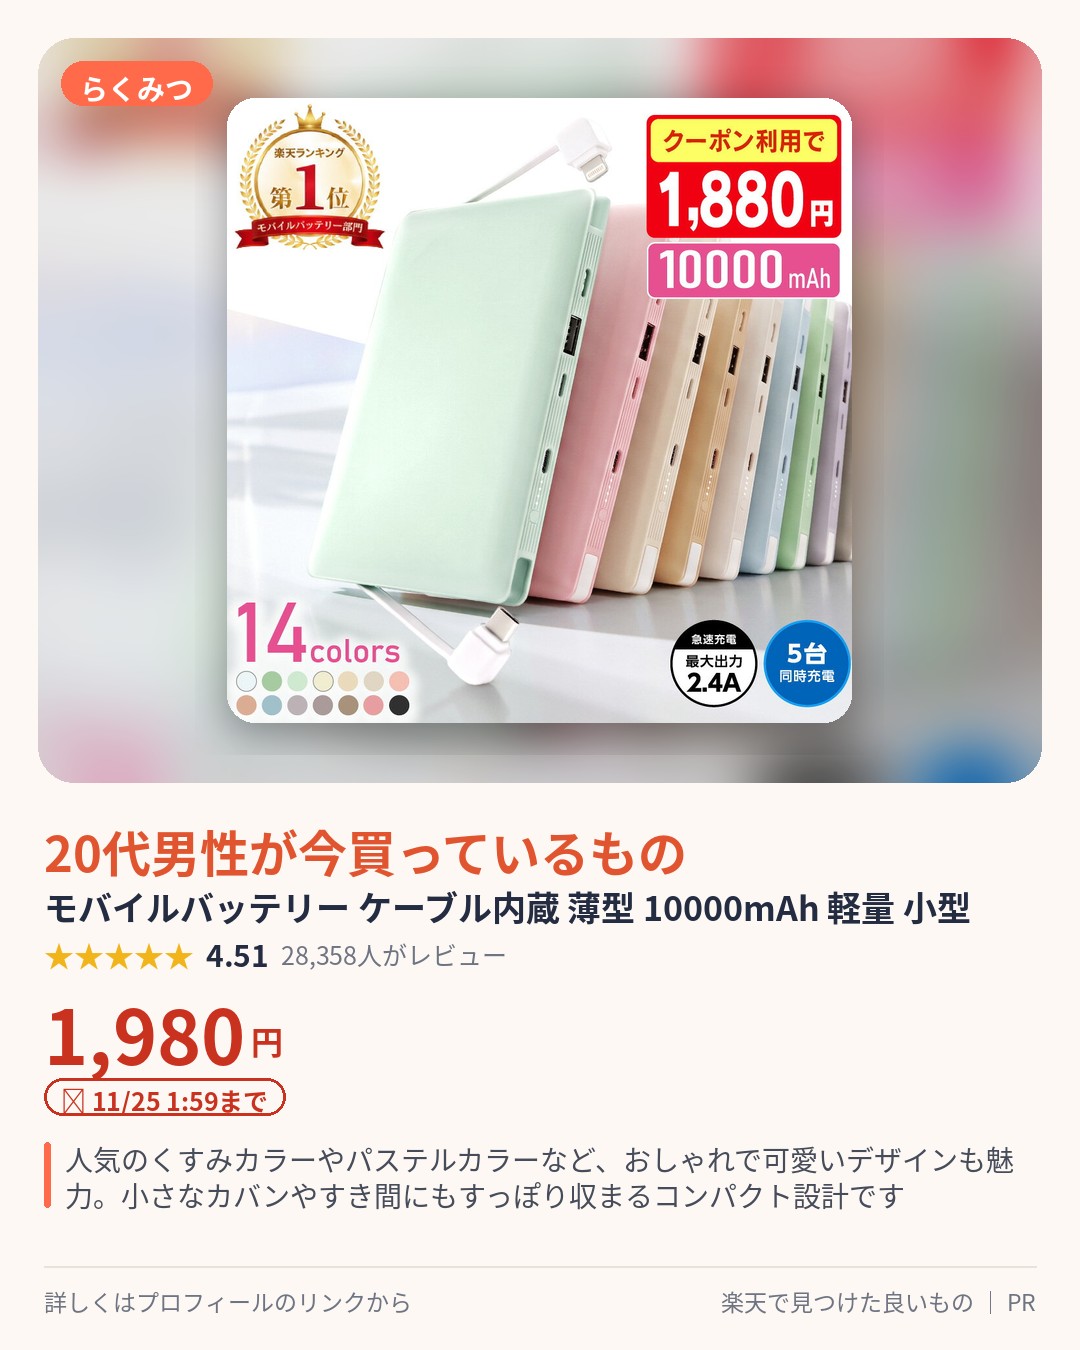 らくみつ
楽天ランキング
第1位
モバイルバッテリー部門
クーポン利用で
1,880円
10000mAh
14colors
急速充電
最大出力
2.4A
5台
同時充電
20代男性が今買っているもの
モバイルバッテリー ケーブル内蔵 薄型 10000mAh 軽量 小型
★★★★★ 4.51 28,358人がレビュー
1,980円
11/25 1:59まで
人気のくすみカラーやパステルカラーなど、おしゃれで可愛いデザインも魅
力。小さなカバンやすき間にもすっぽり収まるコンパクト設計です
詳しくはプロフィールのリンクから
楽天で見つけた良いもの｜PR